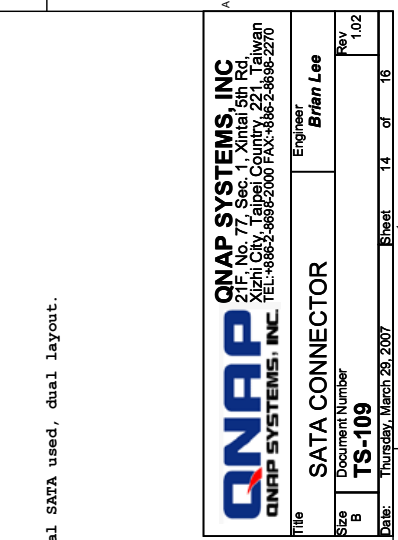 A
al SATA used, dual layout.
QNAP
QNAP SYSTEMS, INC.
QNAP SYSTEMS, INC
21F, No. 77, Sec. 1, Xintai 5th Rd,
Xizhi City, Taipei Country, 221, Taiwan
TEL:+886-2-8698-2000 FAX:+886-2-8698-2270
Title
SATA CONNECTOR
Engineer
Brian Lee
Size
B
Document Number
TS-109
Rev
1.02
Date: Thursday, March 29, 2007 Sheet 14 of 16